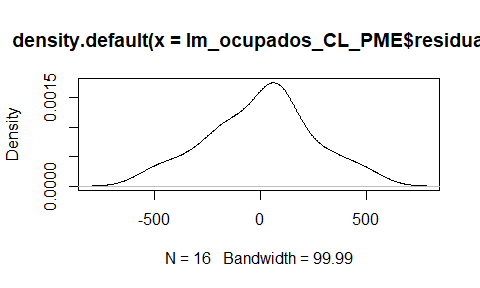 density.default(x = lm_ocupados_CL_PME$residua
Density
0.0015
0.0000
-500 0 500
N = 16 Bandwidth = 99.99